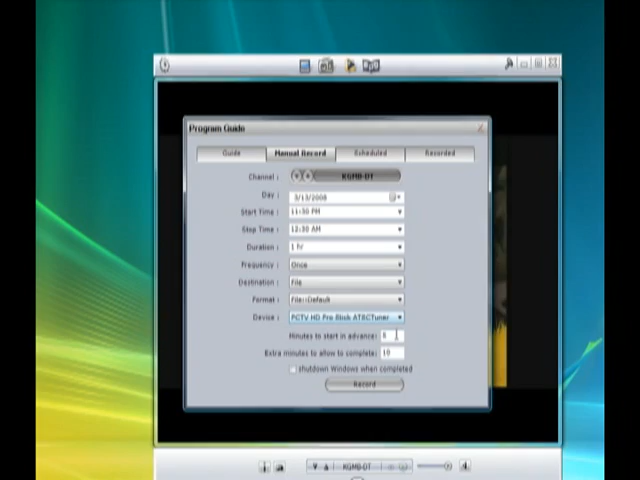 Program Guide
Guide Manual Record Scheduled Recorded
Channel : KGMB-DT
Day : 3/13/2008
Start Time : 11:30 PM
Stop Time : 12:30 AM
Duration : 1 hr
Frequency : Once
Destination : File
Format : File::Default
Device : PCTV HD Pro Stick ATSCTuner
Minutes to start in advance:
Extra minutes to allow to complete: 10
shutdown Windows when completed
Record
KGMB-DT